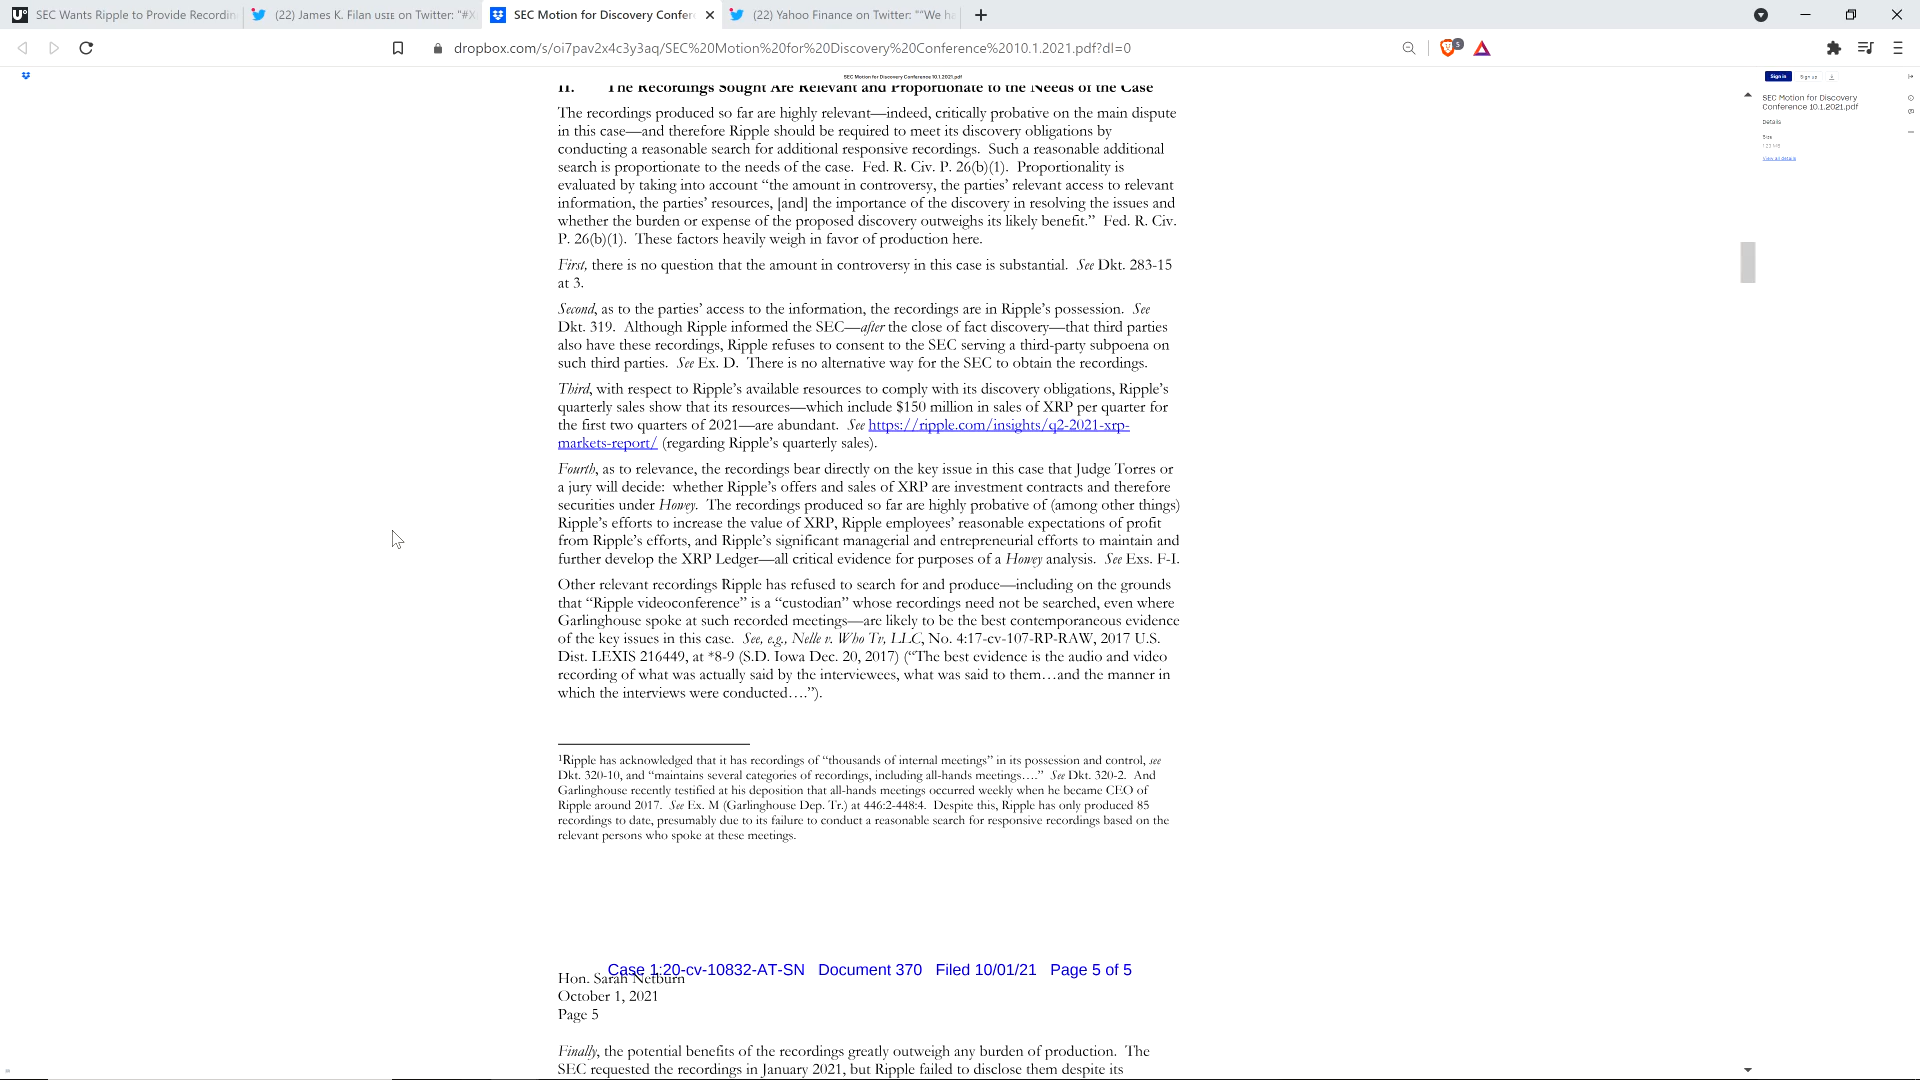 SEC Wants Ripple to Provide Recordin
(22) James K. Filan on Twitter: "#X
SEC Motion for Discovery Confere
(22) Yahoo Finance on Twitter: ""We ha
dropbox.com/s/oi7pav2x4c3y3aq/SEC%20Motion%20for%20Discovery%20Conference%2010.1.2021.pdf?dl=0
5
SEC Motion for Discovery Conference 10.1.2021.pdf
Sign in
Sign up
SEC Motion for Discovery
Conference 10.1.2021.pdf
Details
Size
View all details
II. The Recordings Sought Are Relevant and Proportionate to the Needs of the Case
The recordings produced so far are highly relevant—indeed, critically probative on the main dispute
in this case—and therefore Ripple should be required to meet its discovery obligations by
conducting a reasonable search for additional responsive recordings. Such a reasonable additional
search is proportionate to the needs of the case. Fed. R. Civ. P. 26(b)(1). Proportionality is
evaluated by taking into account “the amount in controversy, the parties’ relevant access to relevant
information, the parties’ resources, [and] the importance of the discovery in resolving the issues and
whether the burden or expense of the proposed discovery outweighs its likely benefit.” Fed. R. Civ.
P. 26(b)(1). These factors heavily weigh in favor of production here.
First, there is no question that the amount in controversy in this case is substantial. See Dkt. 283-15
at 3.
Second, as to the parties’ access to the information, the recordings are in Ripple’s possession. See
Dkt. 319. Although Ripple informed the SEC—after the close of fact discovery—that third parties
also have these recordings, Ripple refuses to consent to the SEC serving a third-party subpoena on
such third parties. See Ex. D. There is no alternative way for the SEC to obtain the recordings.
Third, with respect to Ripple’s available resources to comply with its discovery obligations, Ripple’s
quarterly sales show that its resources—which include $150 million in sales of XRP per quarter for
the first two quarters of 2021—are abundant. See https://ripple.com/insights/q2-2021-xrp-
markets-report/ (regarding Ripple’s quarterly sales).
Fourth, as to relevance, the recordings bear directly on the key issue in this case that Judge Torres or
a jury will decide: whether Ripple’s offers and sales of XRP are investment contracts and therefore
securities under Howey. The recordings produced so far are highly probative of (among other things)
Ripple’s efforts to increase the value of XRP, Ripple employees’ reasonable expectations of profit
from Ripple’s efforts, and Ripple’s significant managerial and entrepreneurial efforts to maintain and
further develop the XRP Ledger—all critical evidence for purposes of a Howey analysis. See Exs. F-I.
Other relevant recordings Ripple has refused to search for and produce—including on the grounds
that “Ripple videoconference” is a “custodian” whose recordings need not be searched, even where
Garlinghouse spoke at such recorded meetings—are likely to be the best contemporaneous evidence
of the key issues in this case. See, e.g., Nelle v. Who Tv, LLC, No. 4:17-cv-107-RP-RAW, 2017 U.S.
Dist. LEXIS 216449, at *8-9 (S.D. Iowa Dec. 20, 2017) (“The best evidence is the audio and video
recording of what was actually said by the interviewees, what was said to them…and the manner in
which the interviews were conducted….”).
1Ripple has acknowledged that it has recordings of “thousands of internal meetings” in its possession and control, see
Dkt. 320-10, and “maintains several categories of recordings, including all-hands meetings….” See Dkt. 320-2. And
Garlinghouse recently testified at his deposition that all-hands meetings occurred weekly when he became CEO of
Ripple around 2017. See Ex. M (Garlinghouse Dep. Tr.) at 446:2-448:4. Despite this, Ripple has only produced 85
recordings to date, presumably due to its failure to conduct a reasonable search for responsive recordings based on the
relevant persons who spoke at these meetings.
Case 1:20-cv-10832-AT-SN Document 370 Filed 10/01/21 Page 5 of 5
Hon. Sarah Netburn
October 1, 2021
Page 5
Finally, the potential benefits of the recordings greatly outweigh any burden of production. The
SEC requested the recordings in January 2021, but Ripple failed to disclose them despite its